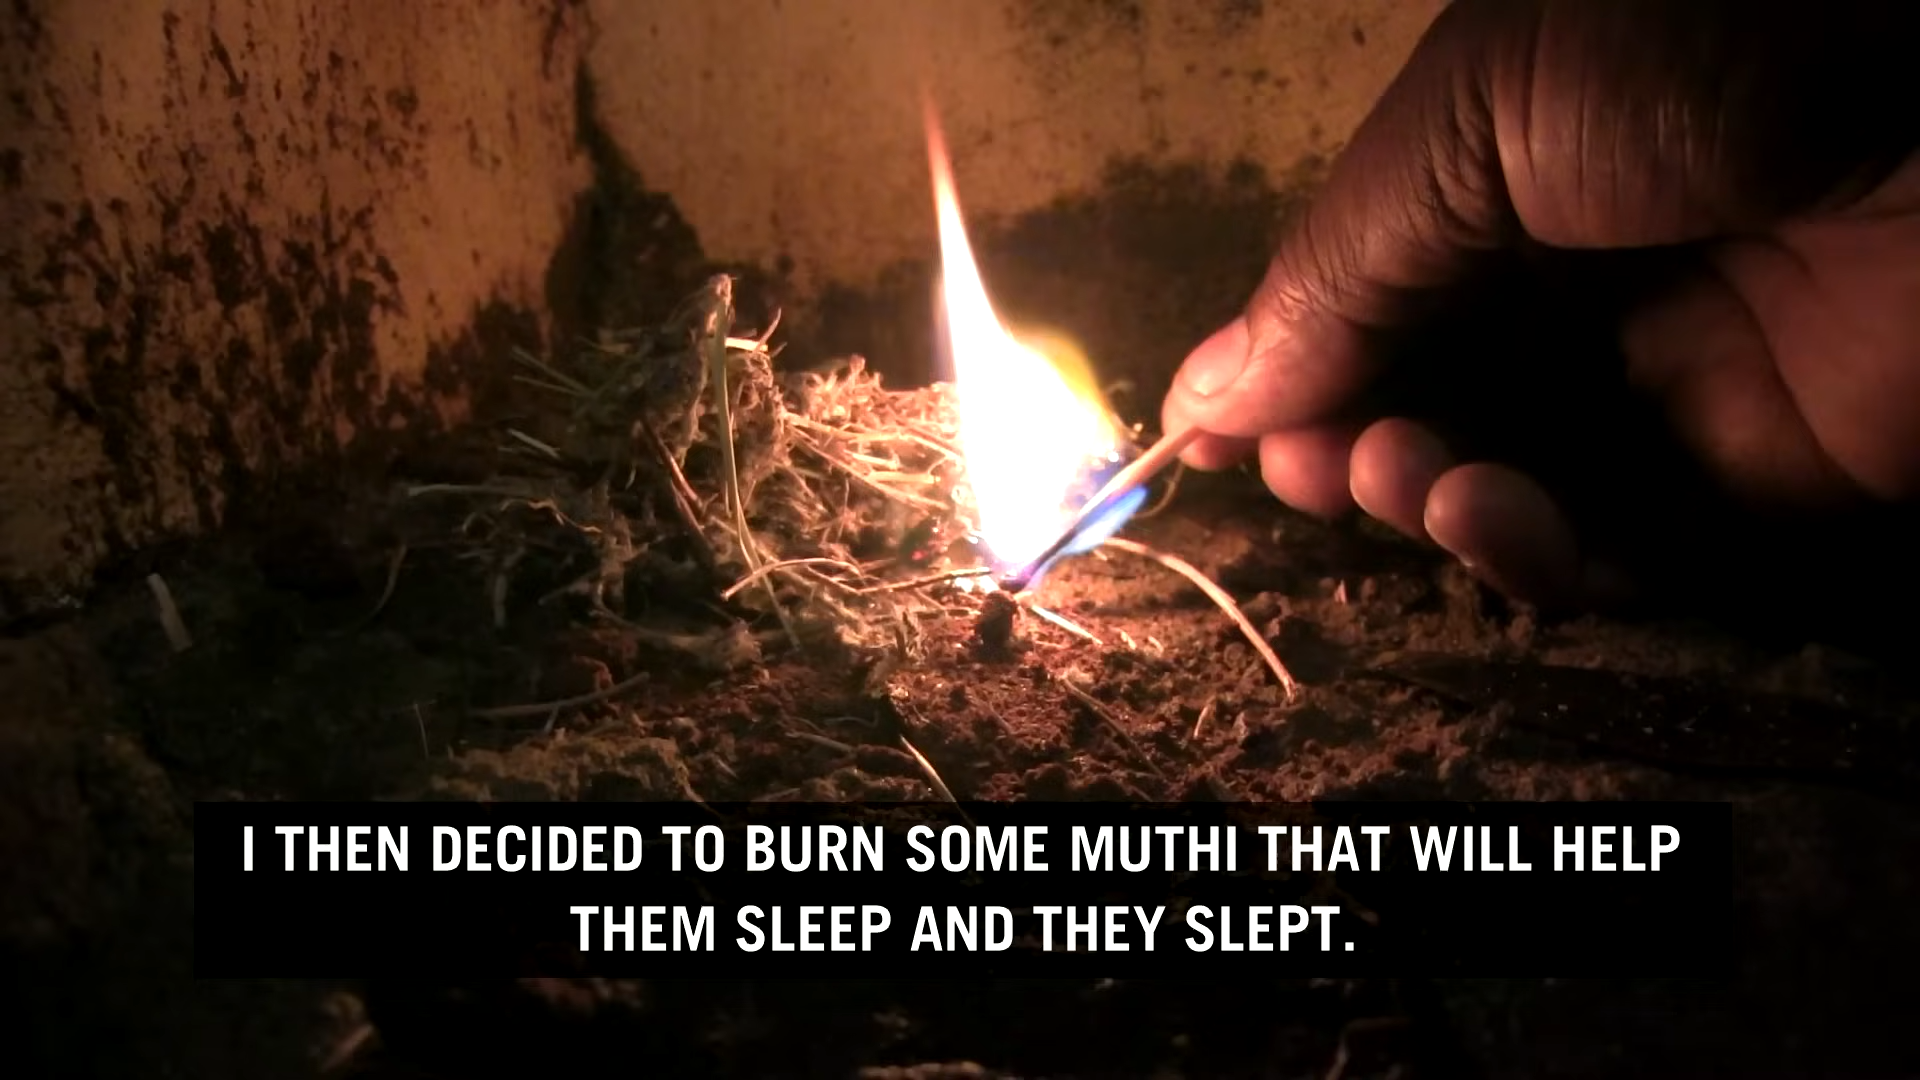 I THEN DECIDED TO BURN SOME MUTHI THAT WILL HELP
THEM SLEEP AND THEY SLEPT.